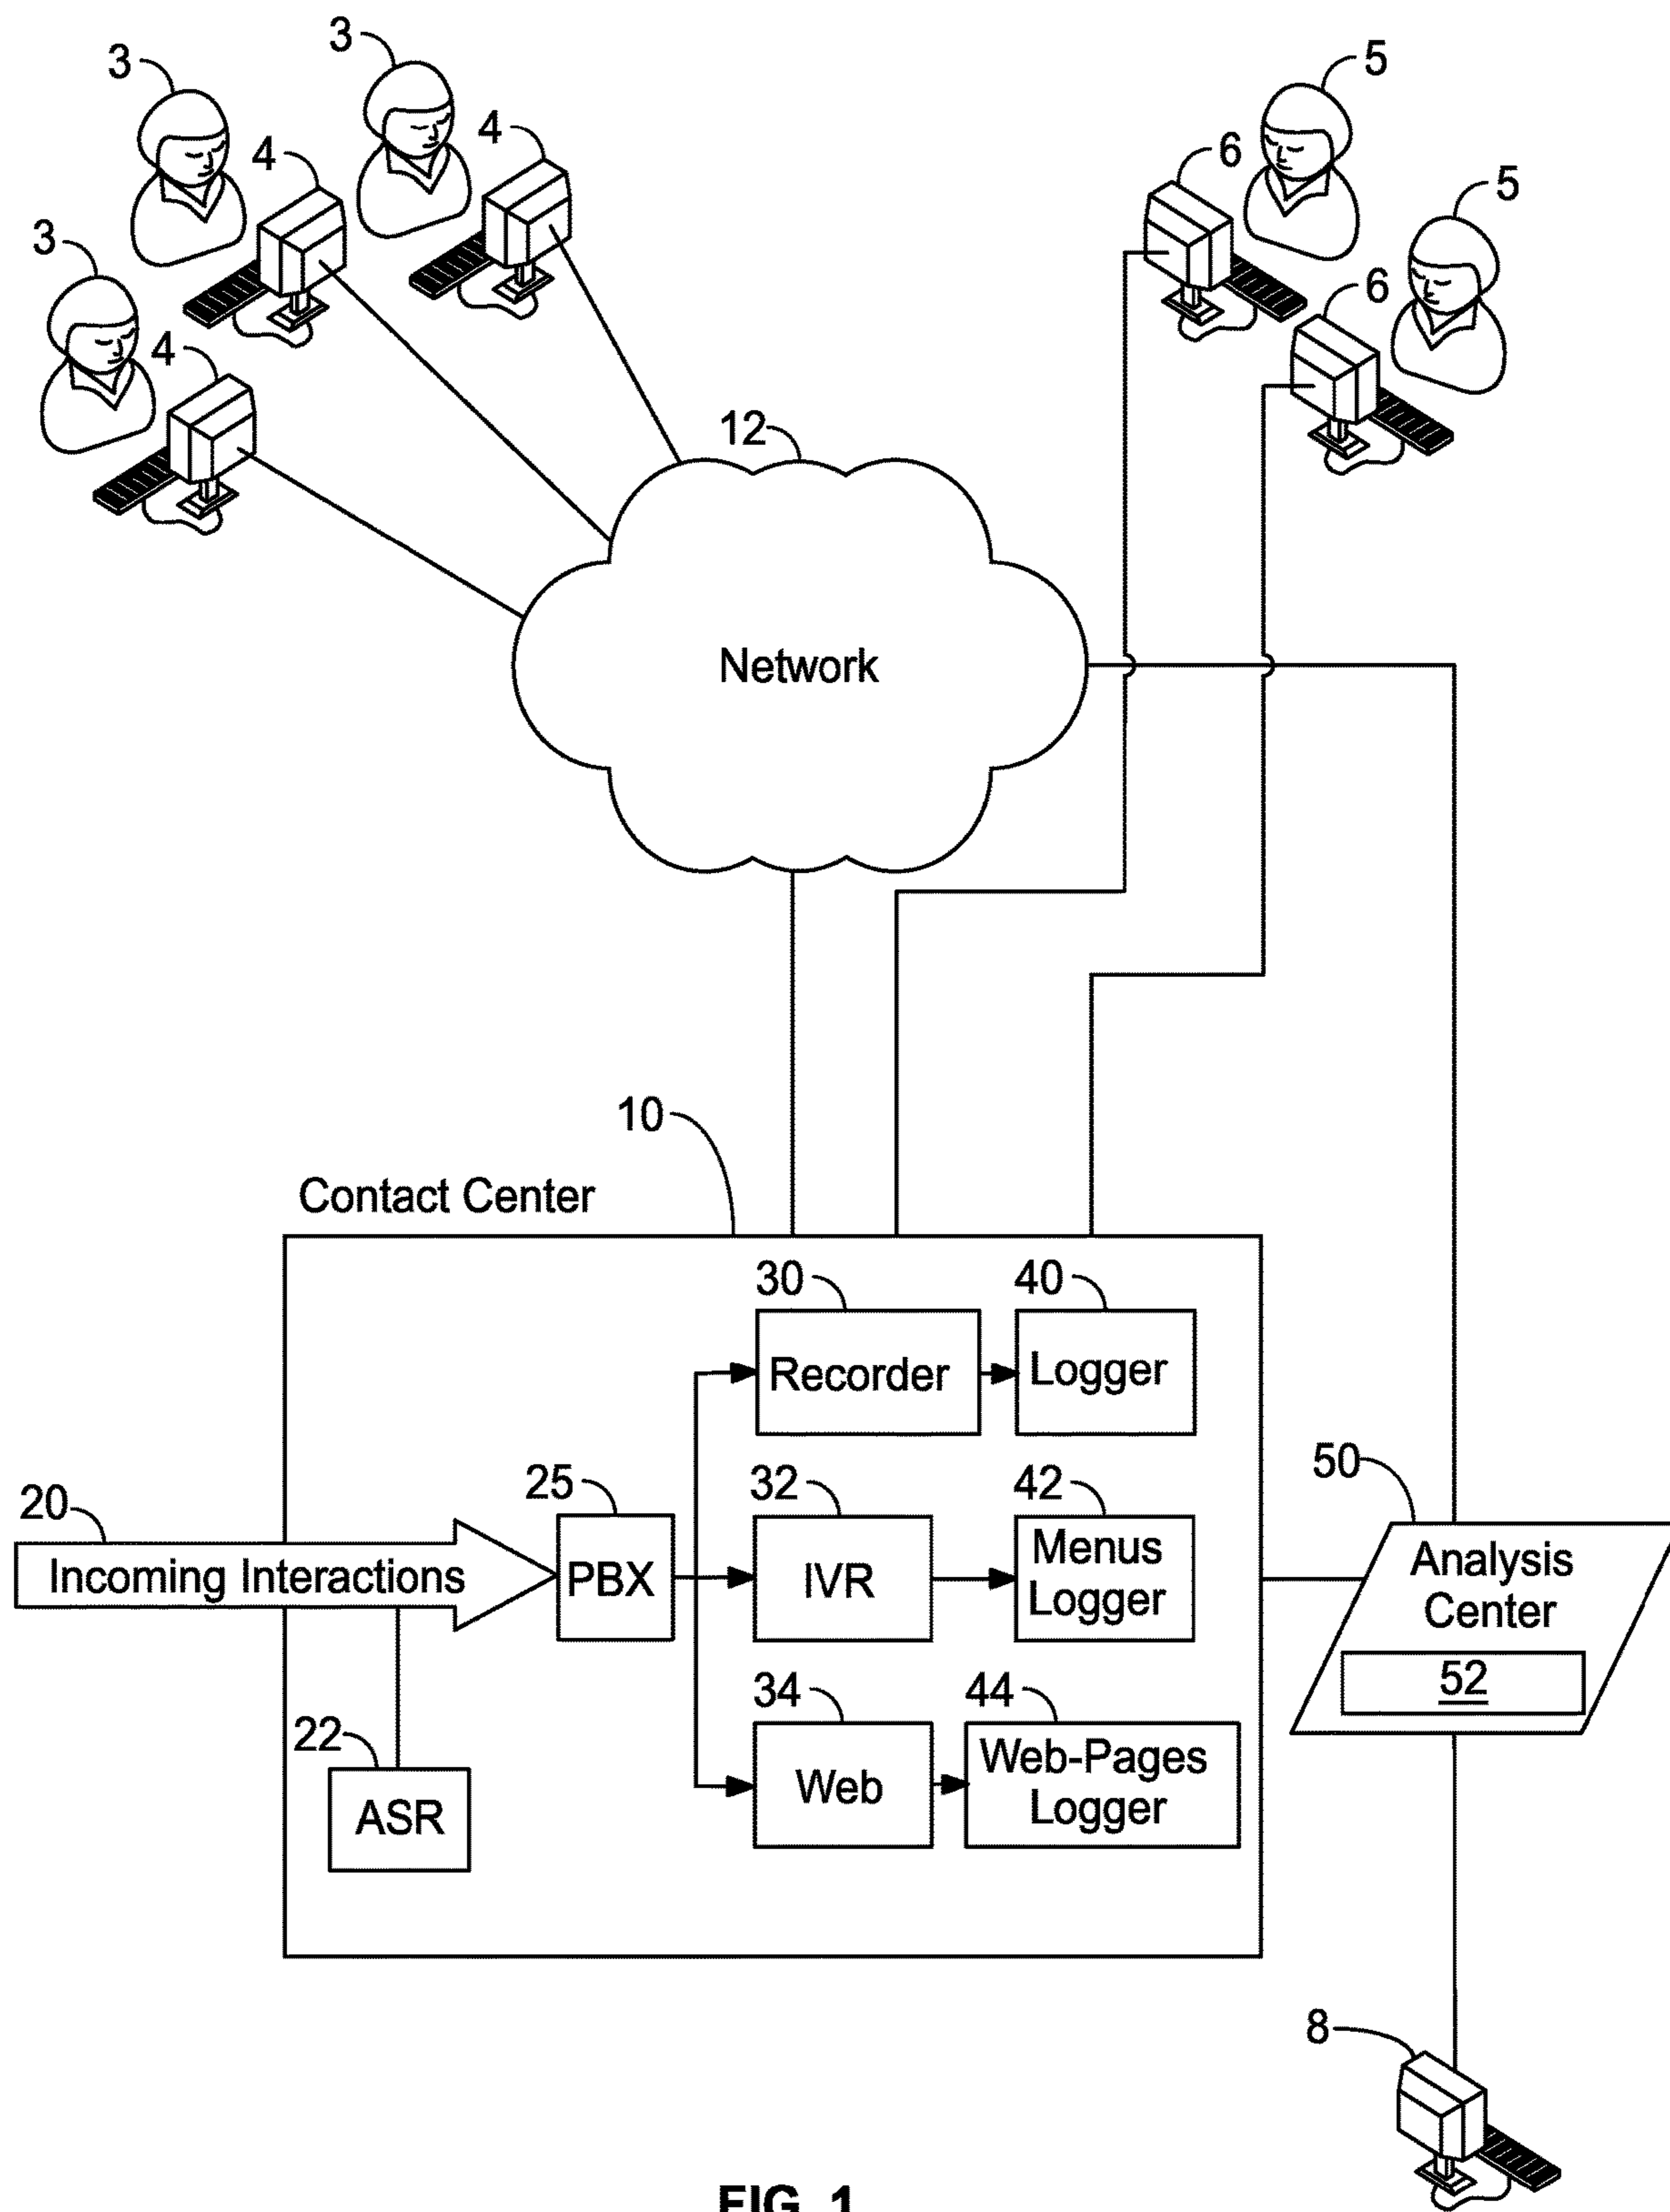 3
3
5
4
4
6
5
3
4
6
12
Network
10
Contact Center
30
40
Recorder
Logger
20
25
32
42
50
Incoming Interactions
PBX
IVR
Menus
Logger
Analysis
Center
52
22
34
44
ASR
Web
Web-Pages
Logger
8
FIG. 1